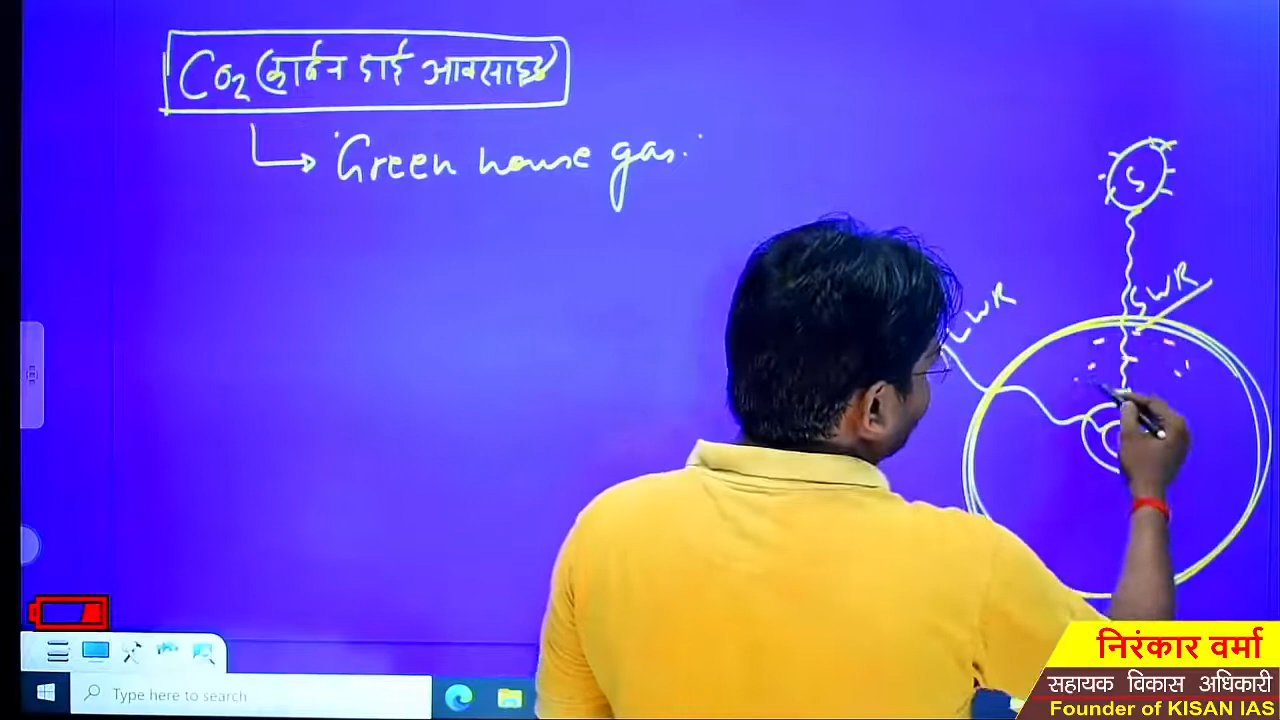 CO2 (कार्बन डाई आक्साइड)
Green house gas.
S
SWR
LWR
Type here to search
निरंकार वर्मा
सहायक विकास अधिकारी
Founder of KISAN IAS